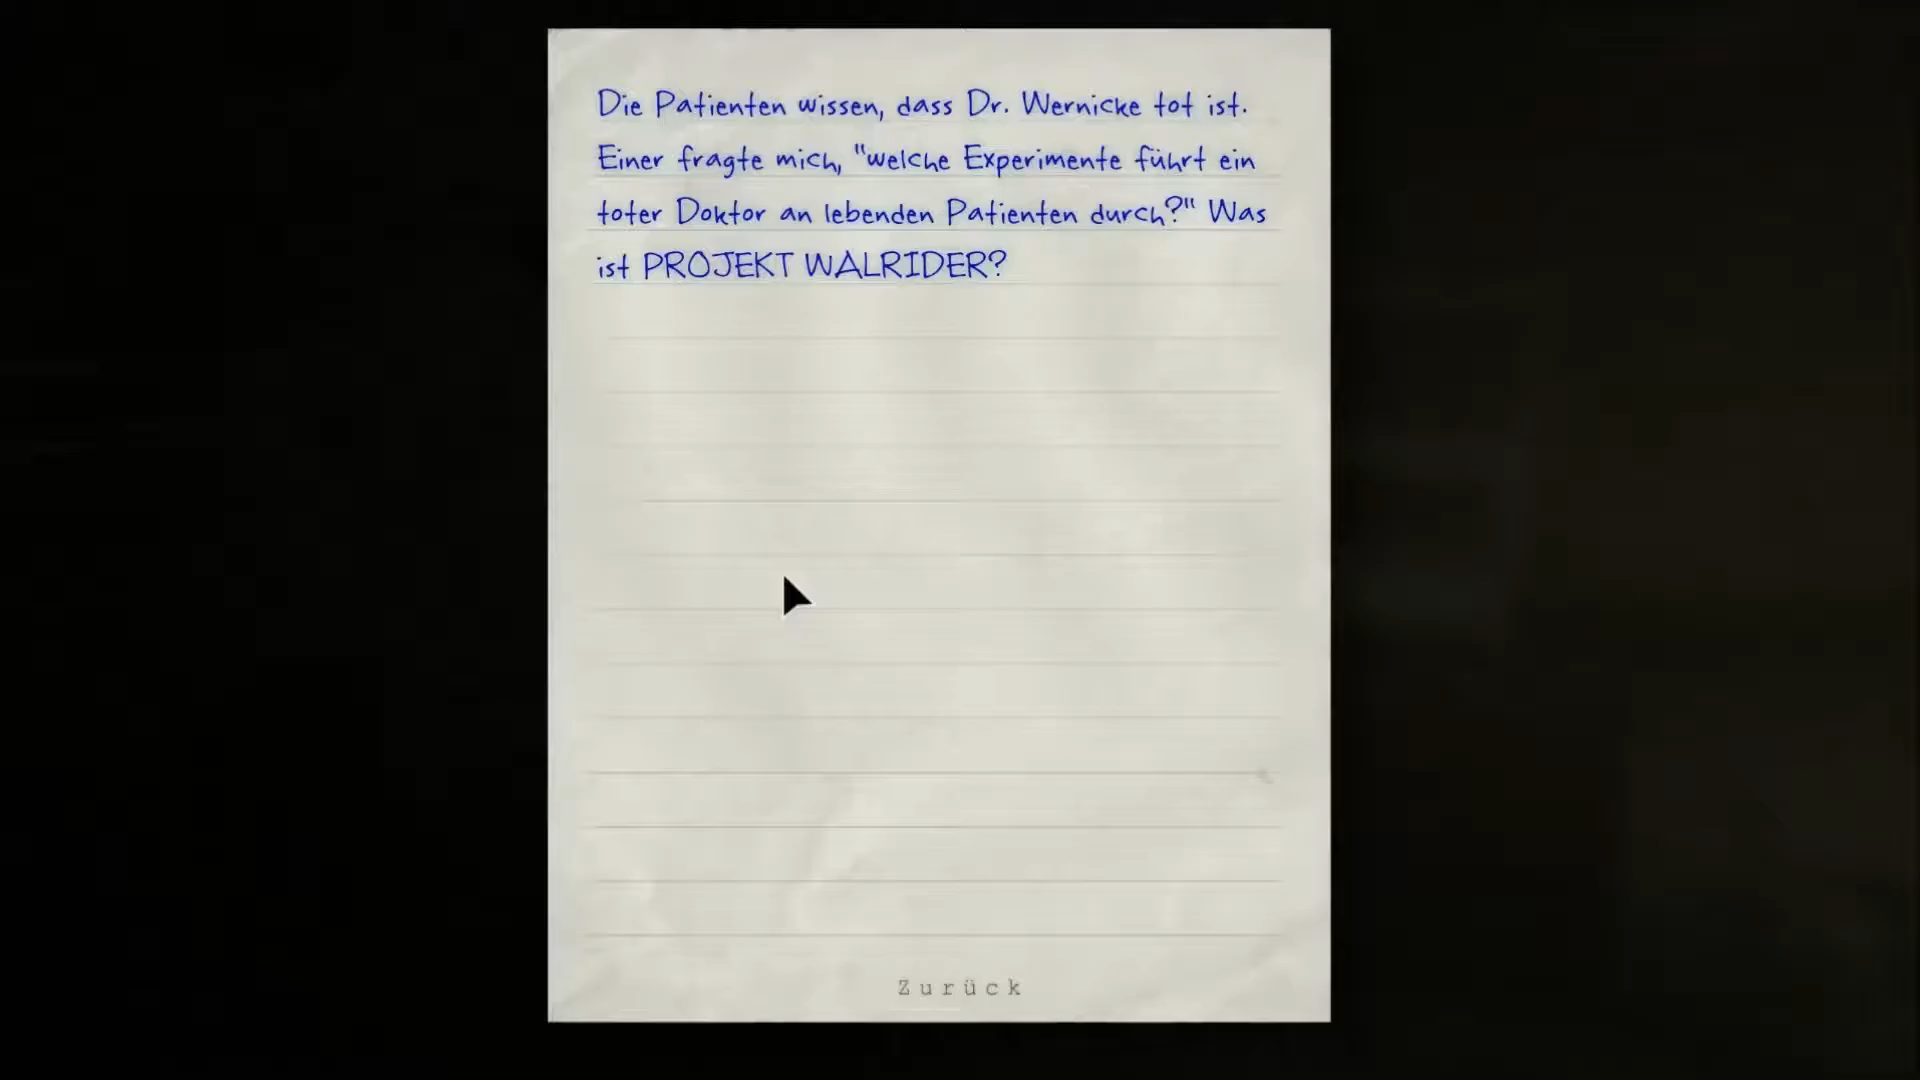 Die Patienten wissen, dass Dr. Wernicke tot ist.
Einer fragte mich, "welche Experimente führt ein
toter Doktor an lebenden Patienten durch?" Was
ist PROJEKT WALRIDER?
Zurück